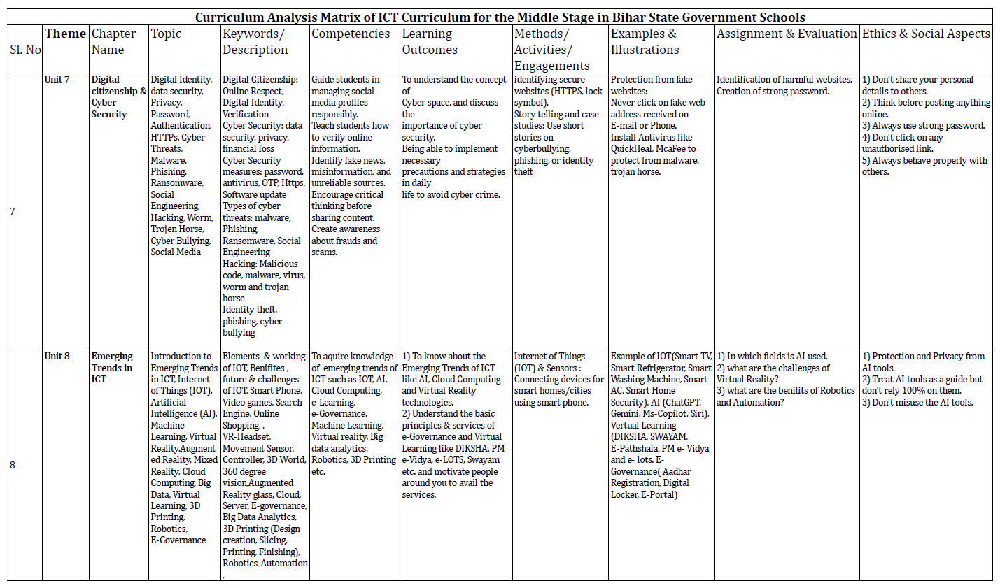 Curriculum Analysis Matrix of ICT Curriculum for the Middle Stage in Bihar State Government Schools
Sl. No
Theme
Chapter
Name
Topic
Keywords/
Description
Competencies
Learning
Outcomes
Methods/
Activities/
Engagements
Examples &
Illustrations
Assignment & Evaluation
Ethics & Social Aspects
7
Unit 7
Digital
citizenship &
Cyber
Security
Digital Identity,
data security,
Privacy,
Password,
Authentication,
HTTPs, Cyber
Threats,
Malware,
Phishing,
Ransomware,
Social
Engineering,
Hacking, Worm,
Trojen Horse,
Cyber Bullying,
Social Media
Digital Citizenship:
Online Respect,
Digital Identity,
Verification
Cyber Security: data
security, privacy,
financial loss
Cyber Security
measures: password,
antivirus, OTP, Https,
Software update
Types of cyber
threats: malware,
Phishing,
Ransomware, Social
Engineering
Hacking: Malicious
code, malware, virus,
worm and trojan
horse
Identity theft,
phishing, cyber
bullying
Guide students in
managing social
media profiles
responsibly.
Teach students how
to verify online
information.
Identify fake news,
misinformation, and
unreliable sources.
Encourage critical
thinking before
sharing content.
Create awareness
about frauds and
scams.
To understand the concept
of
Cyber space, and discuss
the
importance of cyber
security.
Being able to implement
necessary
precautions and strategies
in daily
life to avoid cyber crime.
identifying secure
websites (HTTPS, lock
symbol).
Story telling and case
studies: Use short
stories on
cyberbullying,
phishing, or identity
theft
Protection from fake
websites:
Never click on fake web
address received on
E-mail or Phone.
Install Antivirus like
QuickHeal, McaFee to
protect from malware,
trojan horse.
Identification of harmful websites.
Creation of strong password.
1) Don't share your personal
details to others.
2) Think before posting anything
online.
3) Always use strong password.
4) Don't click on any
unauthorised link.
5) Always behave properly with
others.
8
Unit 8
Emerging
Trends in
ICT
Introduction to
Emerging Trends
in ICT, Internet
of Things (IOT),
Artificial
Intelligence (AI),
Machine
Learning, Virtual
Reality,Augment
ed Reality, Mixed
Reality, Cloud
Computing, Big
Data, Virtual
Learning, 3D
Printing,
Robotics,
E-Governance
Elements & working
of IOT, Benifites ,
future & challenges
of IOT, Smart Phone,
Video games, Search
Engine, Online
Shopping, ,
VR-Headset,
Movement Sensor,
Controller, 3D World,
360 degree
vision,Augmented
Reality glass, Cloud,
Server, E-governance,
Big Data Analytics,
3D Printing (Design
creation, Slicing,
Printing, Finishing),
Robotics-Automation
,
To aquire knowledge
of emerging trends of
ICT such as IOT, AI,
Cloud Computing,
e-Learning,
e-Governance,
Machine Learning,
Virtual reality, Big
data analytics,
Robotics, 3D Printing
etc.
1) To know about the
Emerging Trends of ICT
like AI, Cloud Computing
and Virtual Reality
technologies.
2) Understand the basic
principles & services of
e-Governance and Virtual
Learning like DIKSHA, PM
e-Vidya, e-LOTS, Swayam
etc. and motivate people
around you to avail the
services.
Internet of Things
(IOT) & Sensors :
Connecting devices for
smart homes/cities
using smart phone.
Example of IOT(Smart TV,
Smart Refrigerator, Smart
Washing Machine, Smart
AC, Smart Home
Security), AI (ChatGPT,
Gemini, Ms-Copilot, Siri),
Vertual Learning
(DIKSHA, SWAYAM,
E-Pathshala, PM e- Vidya
and e- lots. E-
Governance( Aadhar
Registration, Digital
Locker, E-Portal)
1) In which fields is AI used.
2) what are the challenges of
Virtual Reality?
3) what are the benifits of Robotics
and Automation?
1) Protection and Privacy from
AI tools.
2) Treat AI tools as a guide but
don't rely 100% on them.
3) Don't misuse the AI tools.